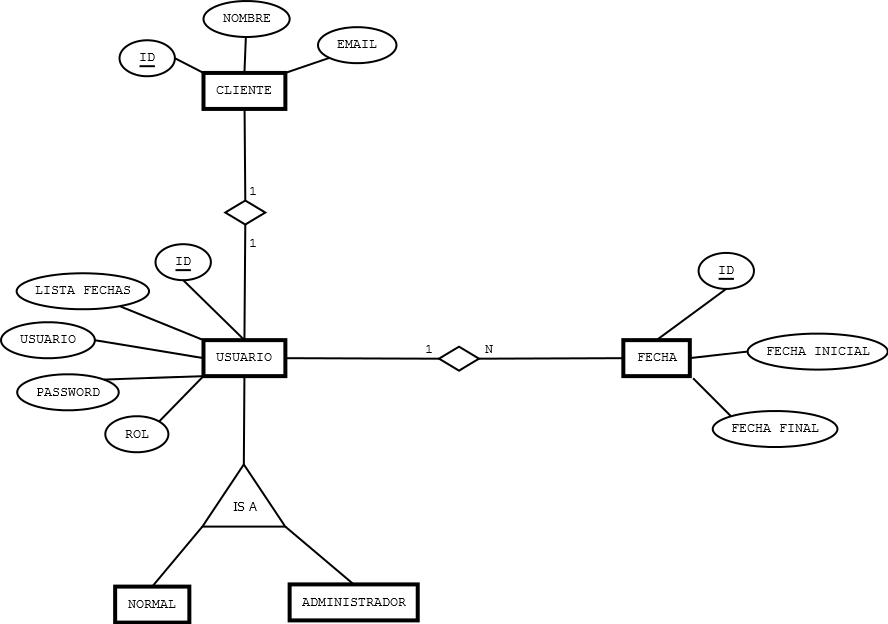 NOMBRE
ID
EMAIL
CLIENTE
1
1
ID
LISTA FECHAS
USUARIO
USUARIO
PASSWORD
ROL
1
N
ID
FECHA
FECHA INICIAL
FECHA FINAL
IS A
NORMAL
ADMINISTRADOR